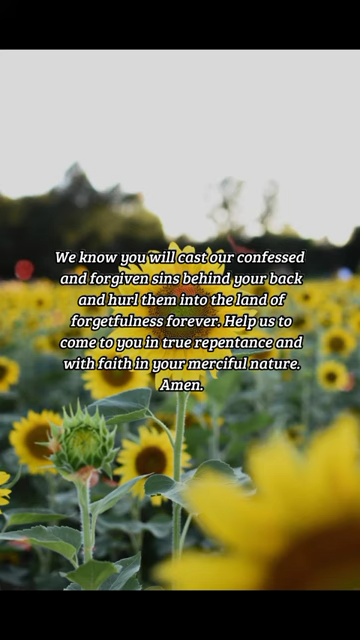 We know you will cast our confessed
and forgiven sins behind your back
and hurl them into the land of
forgetfulness forever. Help us to
come to you in true repentance and
with faith in your merciful nature.
Amen.